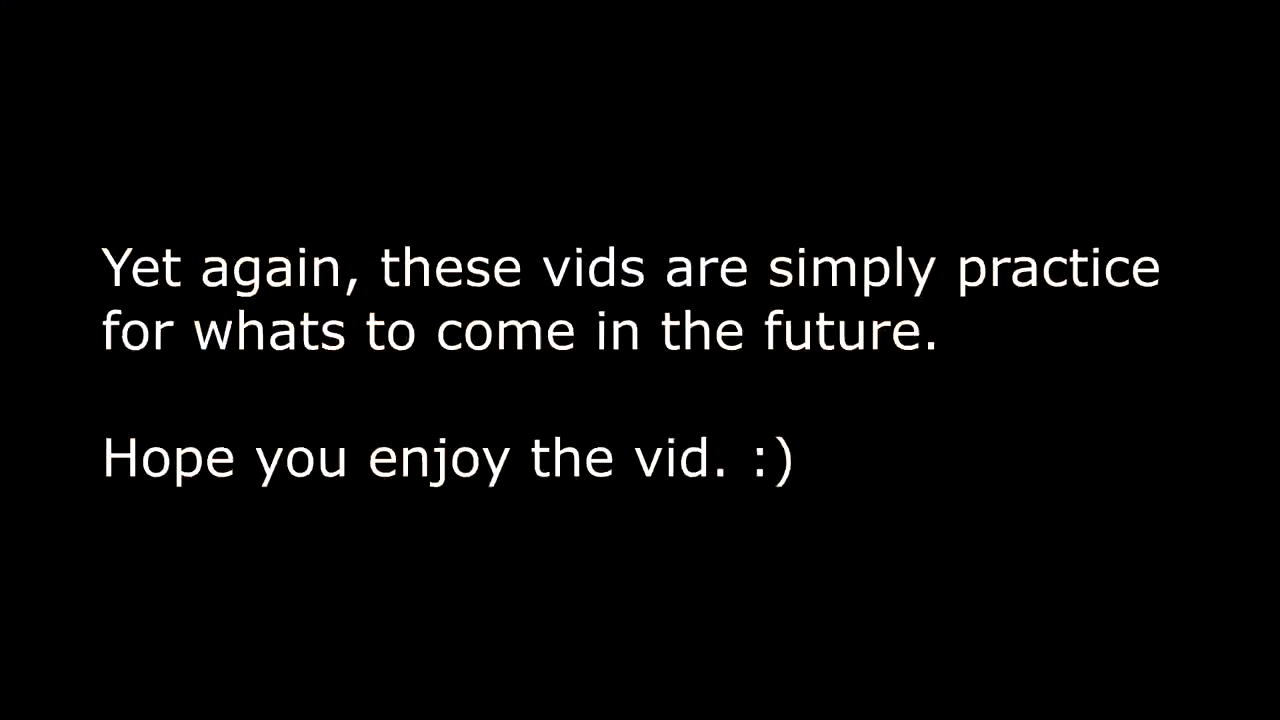 Yet again, these vids are simply practice
for whats to come in the future.
Hope you enjoy the vid. :)